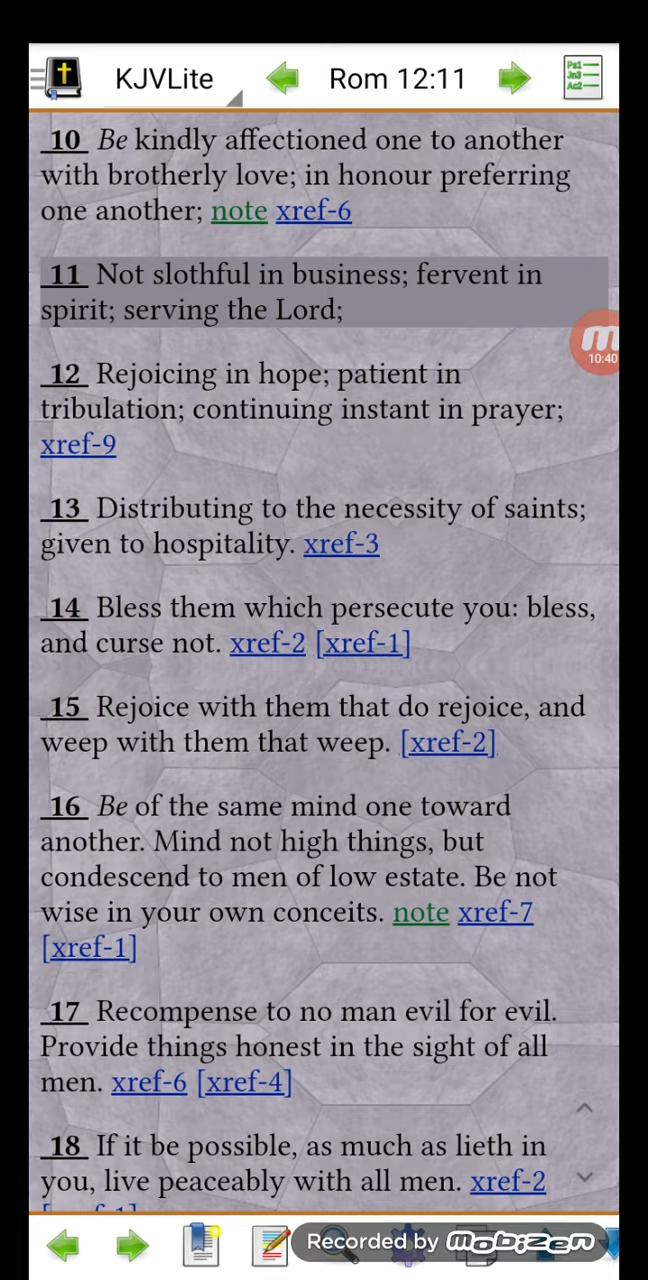 KJVLite
Rom 12:11
Ps1
Jn3
Ac2
10 Be kindly affectioned one to another
with brotherly love; in honour preferring
one another; note xref-6
11 Not slothful in business; fervent in
spirit; serving the Lord;
10:40
12 Rejoicing in hope; patient in
tribulation; continuing instant in prayer;
xref-9
13 Distributing to the necessity of saints;
given to hospitality. xref-3
14 Bless them which persecute you: bless,
and curse not. xref-2 [xref-1]
15 Rejoice with them that do rejoice, and
weep with them that weep. [xref-2]
16 Be of the same mind one toward
another. Mind not high things, but
condescend to men of low estate. Be not
wise in your own conceits. note xref-7
[xref-1]
17 Recompense to no man evil for evil.
Provide things honest in the sight of all
men. xref-6 [xref-4]
18 If it be possible, as much as lieth in
you, live peaceably with all men. xref-2
Recorded by mobizen